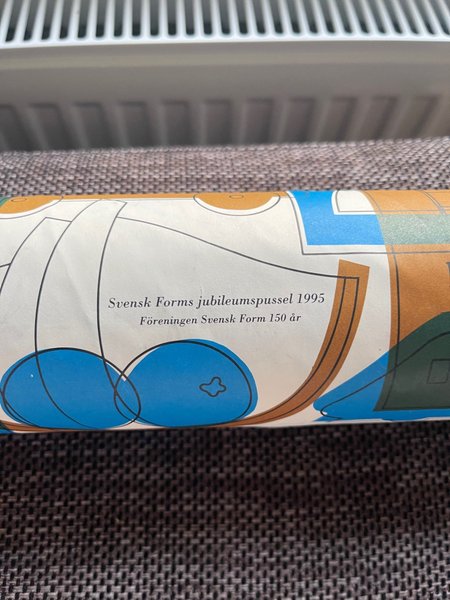 Svensk Forms jubileumspussel 1995
Föreningen Svensk Form 150 år